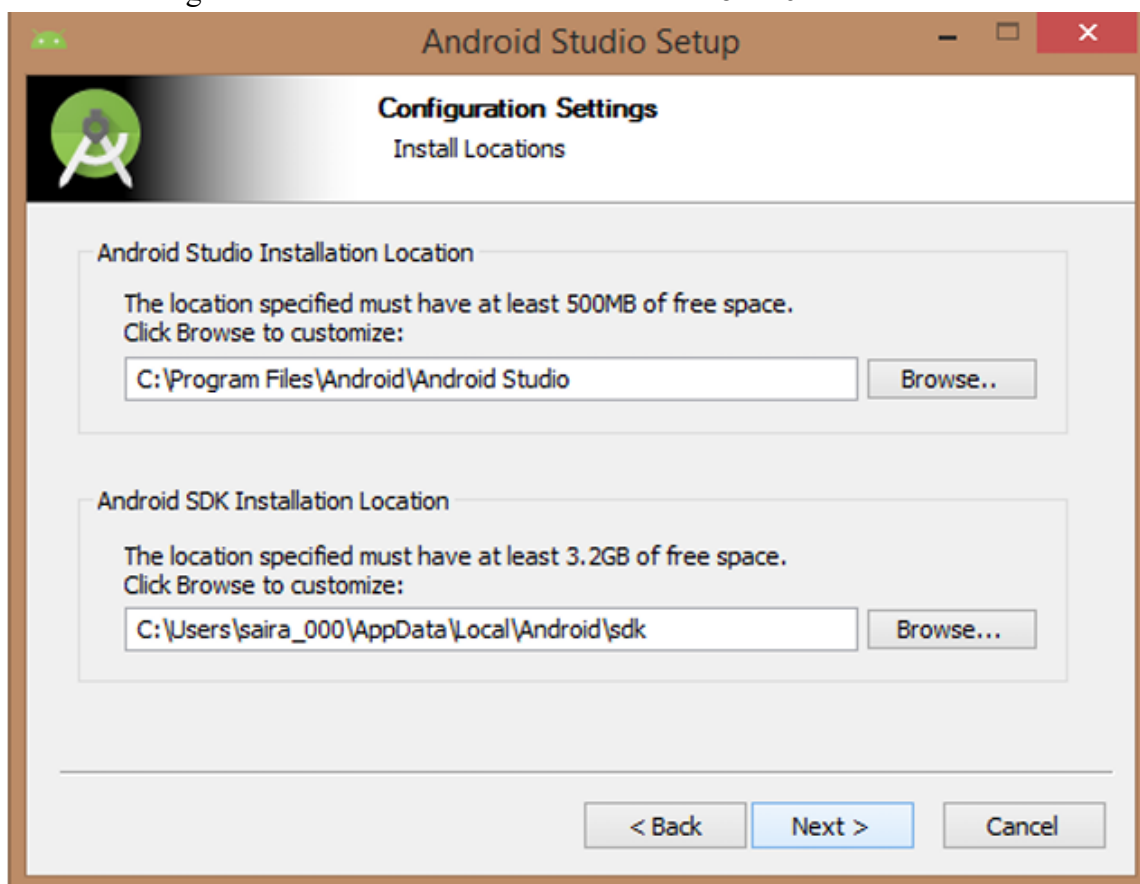 Android Studio Setup
Configuration Settings
Install Locations
Android Studio Installation Location
The location specified must have at least 500MB of free space.
Click Browse to customize:
C:\Program Files\Android\Android Studio
Browse..
Android SDK Installation Location
The location specified must have at least 3.2GB of free space.
Click Browse to customize:
C:\Users\saira_000\AppData\Local\Android\sdk
Browse...
< Back
Next >
Cancel